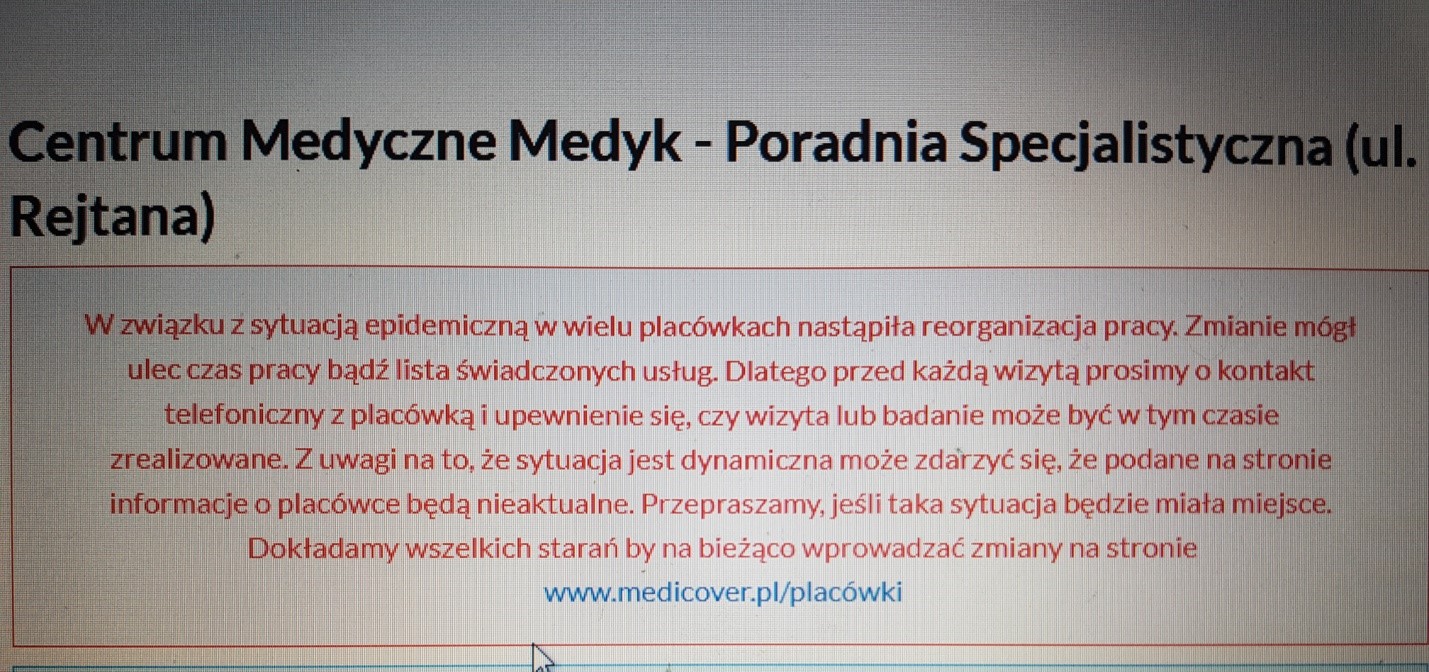 Centrum Medyczne Medyk - Poradnia Specjalistyczna (ul.
Rejtana)
W związku z sytuacją epidemiczną w wielu placówkach nastąpiła reorganizacja pracy. Zmianie mógł
ulec czas pracy bądź lista świadczonych usług. Dlatego przed każdą wizytą prosimy o kontakt
telefoniczny z placówką i upewnienie się, czy wizyta lub badanie może być w tym czasie
zrealizowane. Z uwagi na to, że sytuacja jest dynamiczna może zdarzyć się, że podane na stronie
informacje o placówce będą nieaktualne. Przepraszamy, jeśli taka sytuacja będzie miała miejsce.
Dokładamy wszelkich starań by na bieżąco wprowadzać zmiany na stronie
www.medicover.pl/placówki